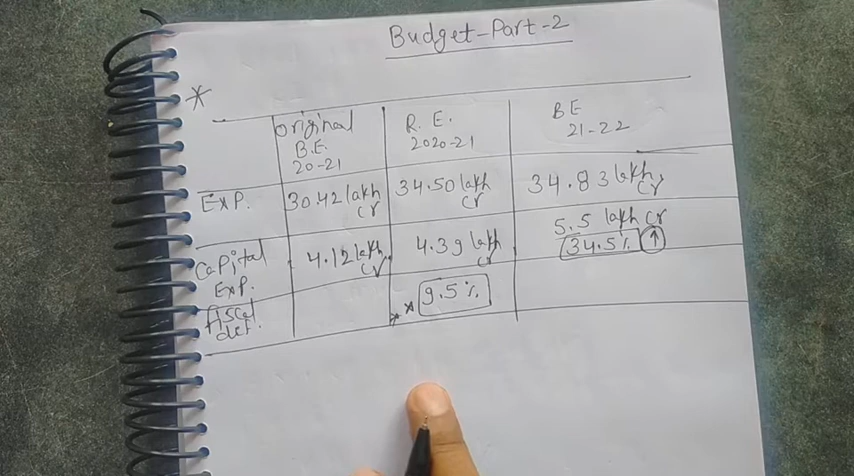 Budget-Part-2
*
Original
B.E.
20-21
R.E.
2020-21
BE
21-22
Exp.
30.42 lakh
cr
34.50 lakh
cr
34.83 lakh
cr
Capital
Exp.
4.12 lakh
cr
4.39 lakh
cr
5.5 lakh cr
34.5% ↑
Fiscal
def.
** 9.5%